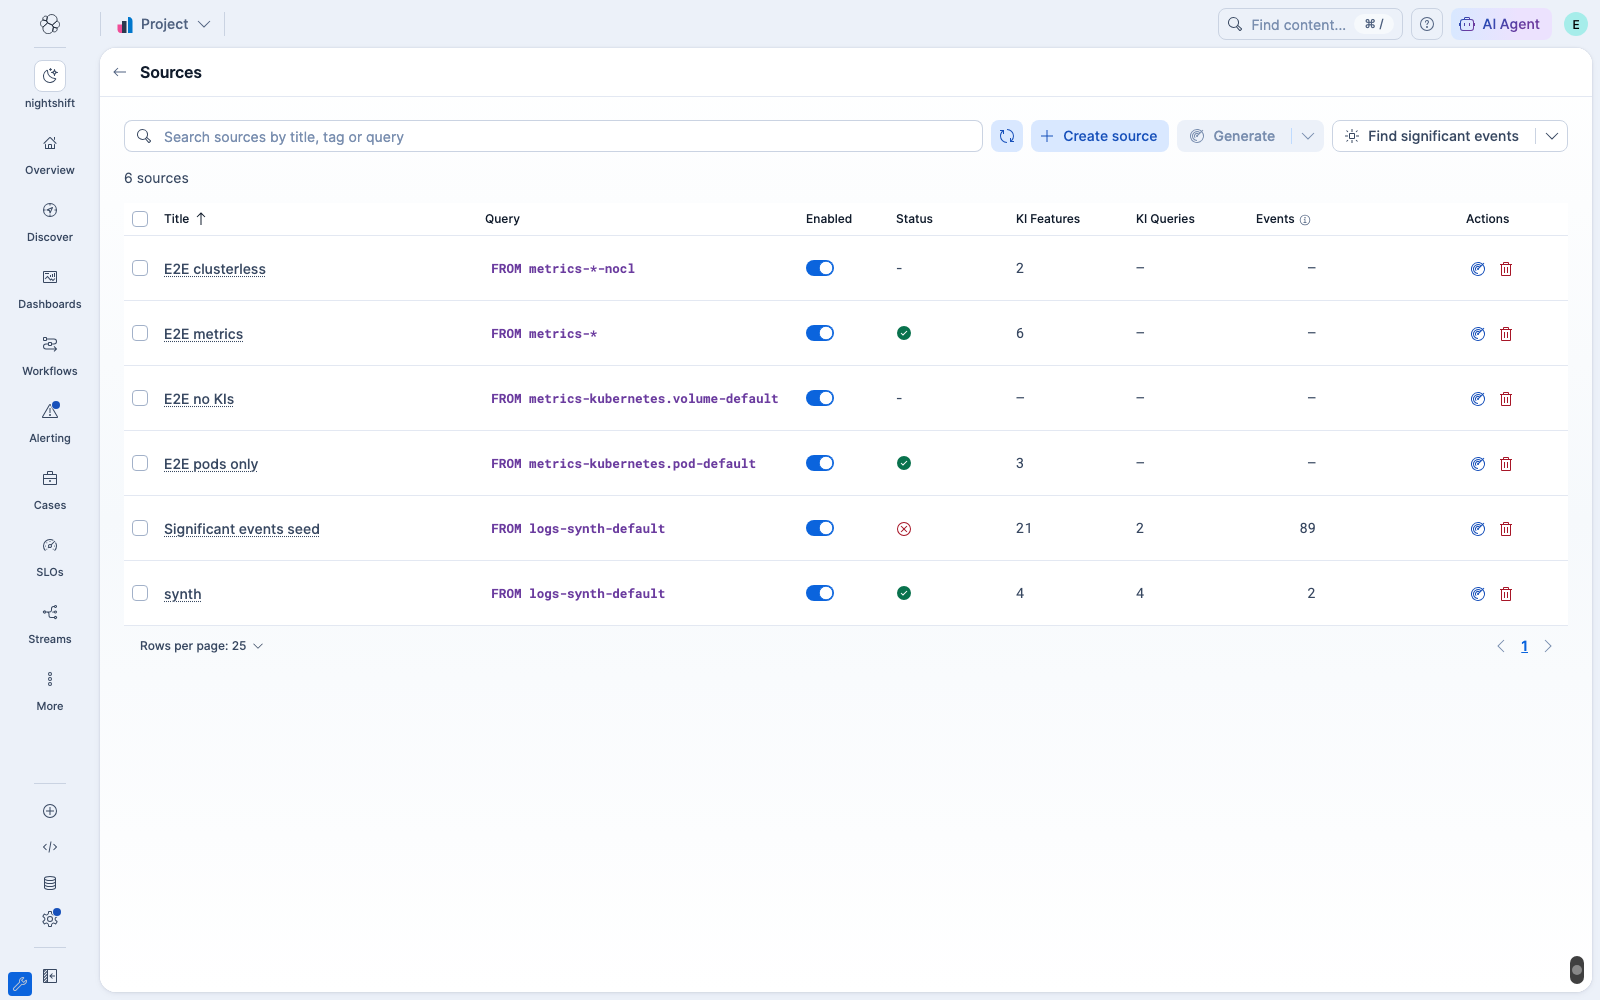 Project
Find content...
⌘ /
AI Agent
E
nightshift
Overview
Discover
Dashboards
Workflows
Alerting
Cases
SLOs
Streams
More
Sources
Search sources by title, tag or query
Create source
Generate
Find significant events
6 sources
Title Query Enabled Status KI Features KI Queries Events Actions
E2E clusterless FROM metrics-*-nocl - 2 – –
E2E metrics FROM metrics-* 6 – –
E2E no KIs FROM metrics-kubernetes.volume-default - – – –
E2E pods only FROM metrics-kubernetes.pod-default 3 – –
Significant events seed FROM logs-synth-default 21 2 89
synth FROM logs-synth-default 4 4 2
Rows per page: 25
1